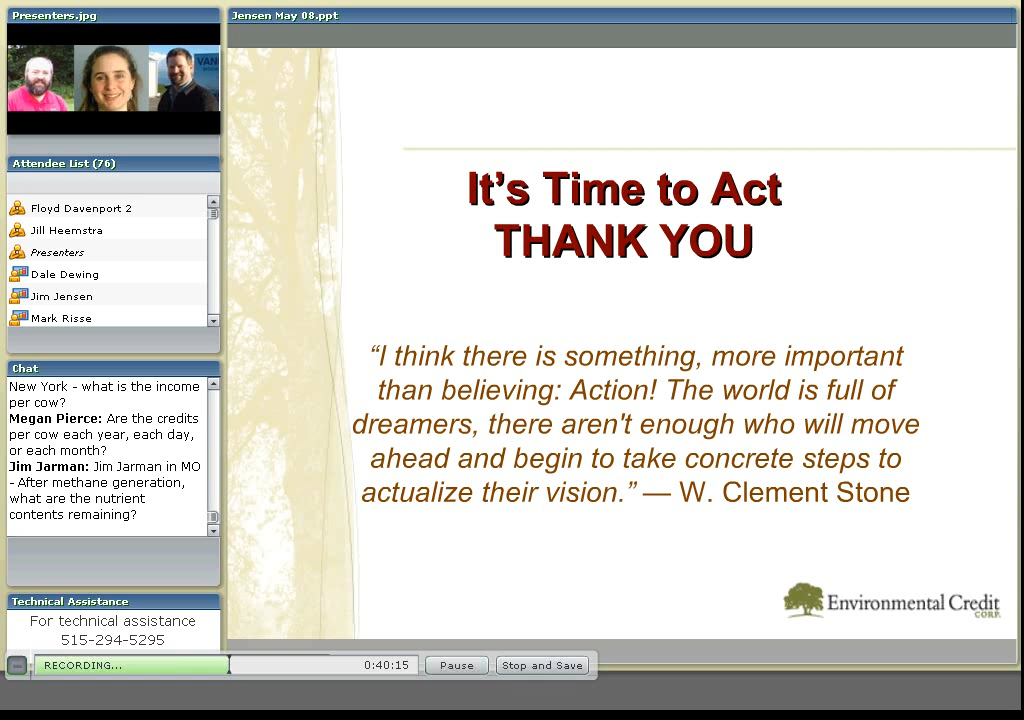 Presenters.jpg
VAN
Attendee List (76)
Floyd Davenport 2
Jill Heemstra
Presenters
Dale Dewing
Jim Jensen
Mark Risse
Chat
New York - what is the income
per cow?
Megan Pierce: Are the credits
per cow each year, each day,
or each month?
Jim Jarman: Jim Jarman in MO
- After methane generation,
what are the nutrient
contents remaining?
Technical Assistance
For technical assistance
515-294-5295
Jensen May 08.ppt
It’s Time to Act
THANK YOU
“I think there is something, more important
than believing: Action! The world is full of
dreamers, there aren't enough who will move
ahead and begin to take concrete steps to
actualize their vision.” — W. Clement Stone
Environmental Credit
CORP.
RECORDING...
0:40:15
Pause
Stop and Save